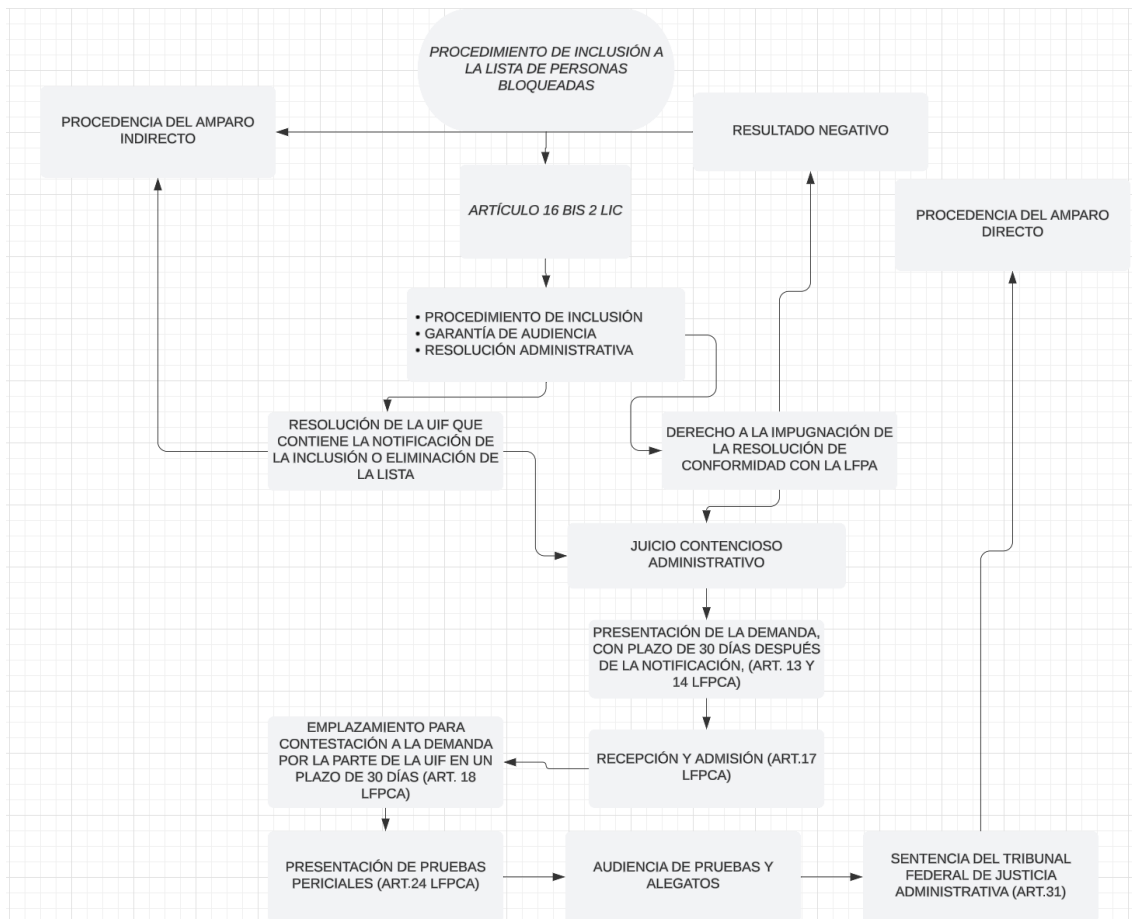 PROCEDIMIENTO DE INCLUSIÓN A
LA LISTA DE PERSONAS
BLOQUEADAS
PROCEDENCIA DEL AMPARO
INDIRECTO
RESULTADO NEGATIVO
ARTÍCULO 16 BIS 2 LIC
PROCEDENCIA DEL AMPARO
DIRECTO
• PROCEDIMIENTO DE INCLUSIÓN
• GARANTÍA DE AUDIENCIA
• RESOLUCIÓN ADMINISTRATIVA
RESOLUCIÓN DE LA UIF QUE
CONTIENE LA NOTIFICACIÓN DE
LA INCLUSIÓN O ELIMINACIÓN DE
LA LISTA
DERECHO A LA IMPUGNACIÓN DE
LA RESOLUCIÓN DE
CONFORMIDAD CON LA LFPA
JUICIO CONTENCIOSO
ADMINISTRATIVO
PRESENTACIÓN DE LA DEMANDA,
CON PLAZO DE 30 DÍAS DESPUÉS
DE LA NOTIFICACIÓN, (ART. 13 Y
14 LFPCA)
RECEPCIÓN Y ADMISIÓN (ART.17
LFPCA)
EMPLAZAMIENTO PARA
CONTESTACIÓN A LA DEMANDA
POR LA PARTE DE LA UIF EN UN
PLAZO DE 30 DÍAS (ART. 18
LFPCA)
PRESENTACIÓN DE PRUEBAS
PERICIALES (ART.24 LFPCA)
AUDIENCIA DE PRUEBAS Y
ALEGATOS
SENTENCIA DEL TRIBUNAL
FEDERAL DE JUSTICIA
ADMINISTRATIVA (ART.31)